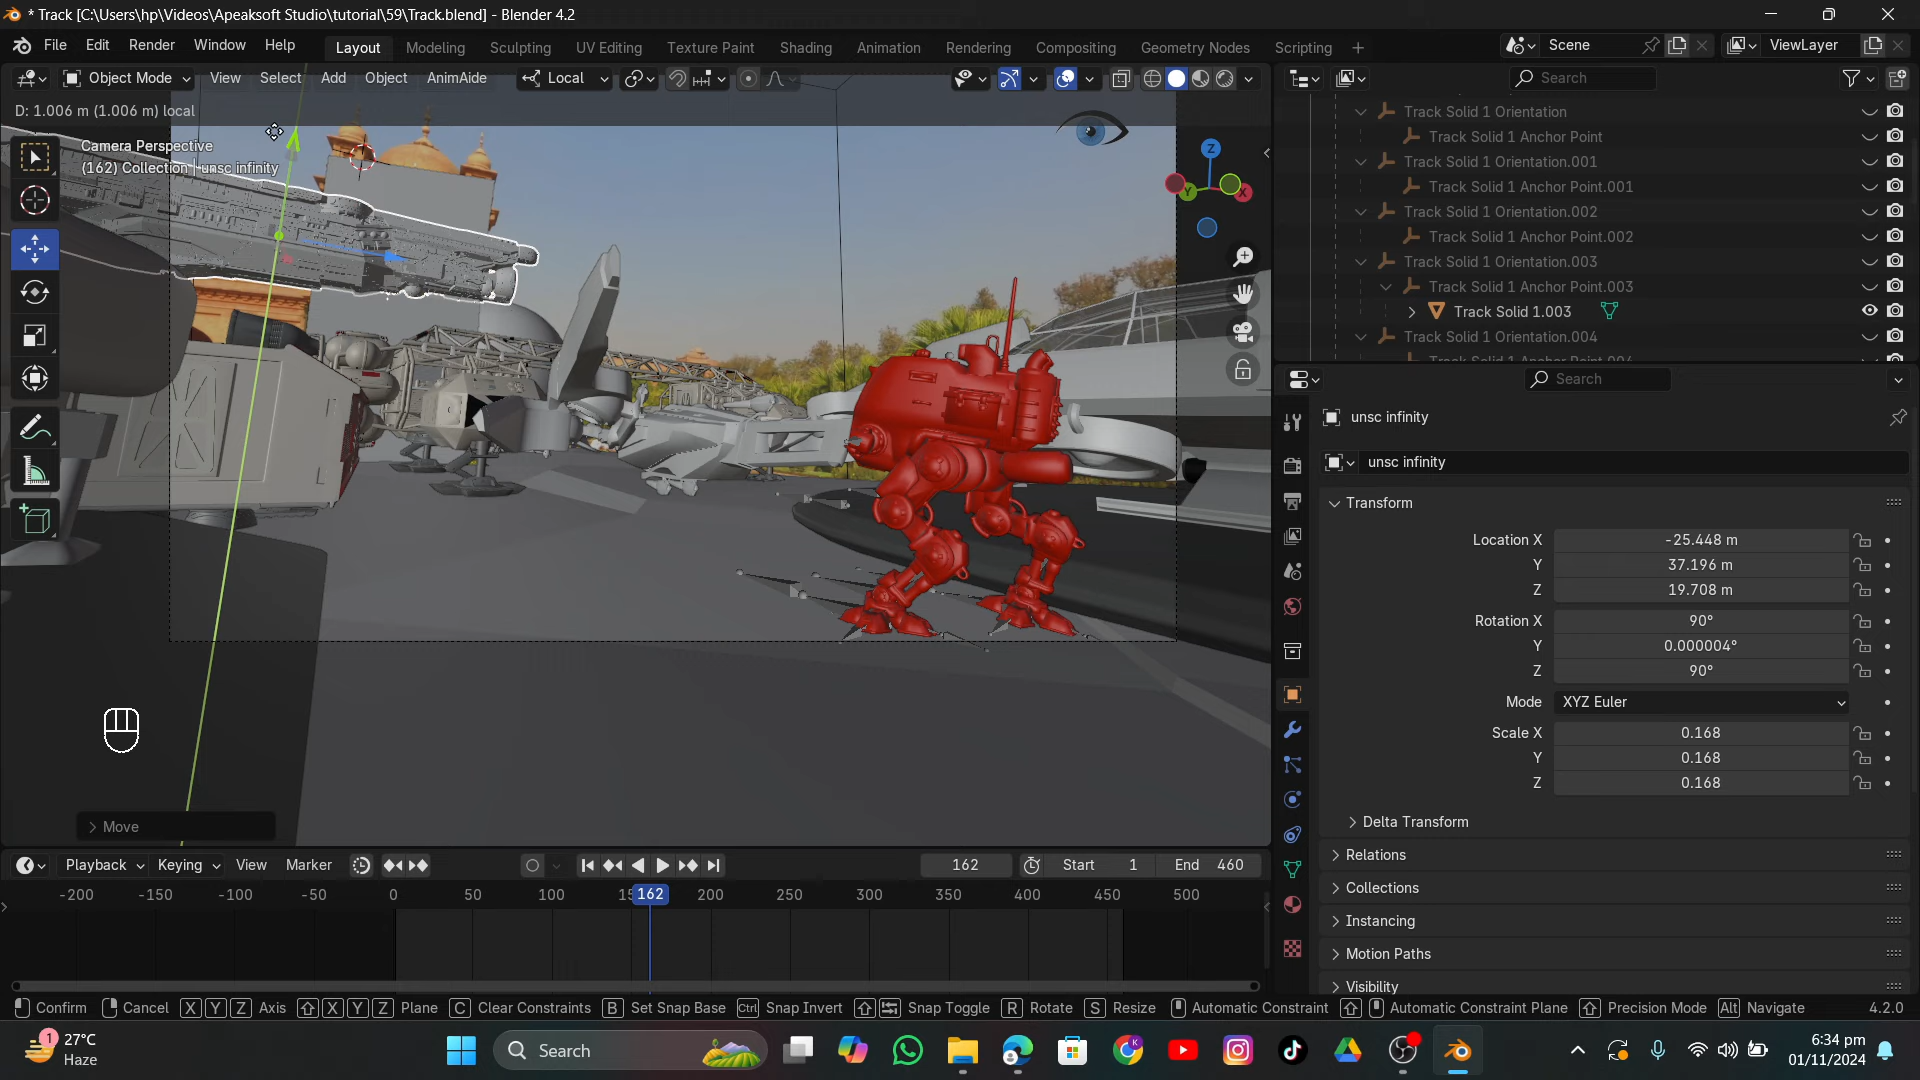 * Track [C:\Users\hp\Videos\Apeaksoft Studio\tutorial\59\Track.blend] - Blender 4.2
File Edit Render Window Help Layout Modeling Sculpting UV Editing Texture Paint Shading Animation Rendering Compositing Geometry Nodes Scripting + Scene ViewLayer
Object Mode View Select Add Object AnimAide Local Search
D: 1.006 m (1.006 m) local
Camera Perspective
(162) Collection | unsc infinity
Z
Y
X
Track Solid 1 Orientation
Track Solid 1 Anchor Point
Track Solid 1 Orientation.001
Track Solid 1 Anchor Point.001
Track Solid 1 Orientation.002
Track Solid 1 Anchor Point.002
Track Solid 1 Orientation.003
Track Solid 1 Anchor Point.003
Track Solid 1.003
Track Solid 1 Orientation.004
Track Solid 1 Anchor Point.004
Search
unsc infinity
unsc infinity
Transform
Location X -25.448 m
Y 37.196 m
Z 19.708 m
Rotation X 90°
Y 0.000004°
Z 90°
Mode XYZ Euler
Scale X 0.168
Y 0.168
Z 0.168
Delta Transform
Relations
Collections
Instancing
Motion Paths
Visibility
Move
Playback Keying View Marker 162 Start 1 End 460
-200 -150 -100 -50 0 50 100 162 200 250 300 350 400 450 500
Confirm Cancel X Y Z Axis X Y Z Plane C Clear Constraints B Set Snap Base Ctrl Snap Invert Snap Toggle R Rotate S Resize Automatic Constraint Automatic Constraint Plane Precision Mode Alt Navigate 4.2.0
1
27°C
Haze
Search
6:34 pm
01/11/2024